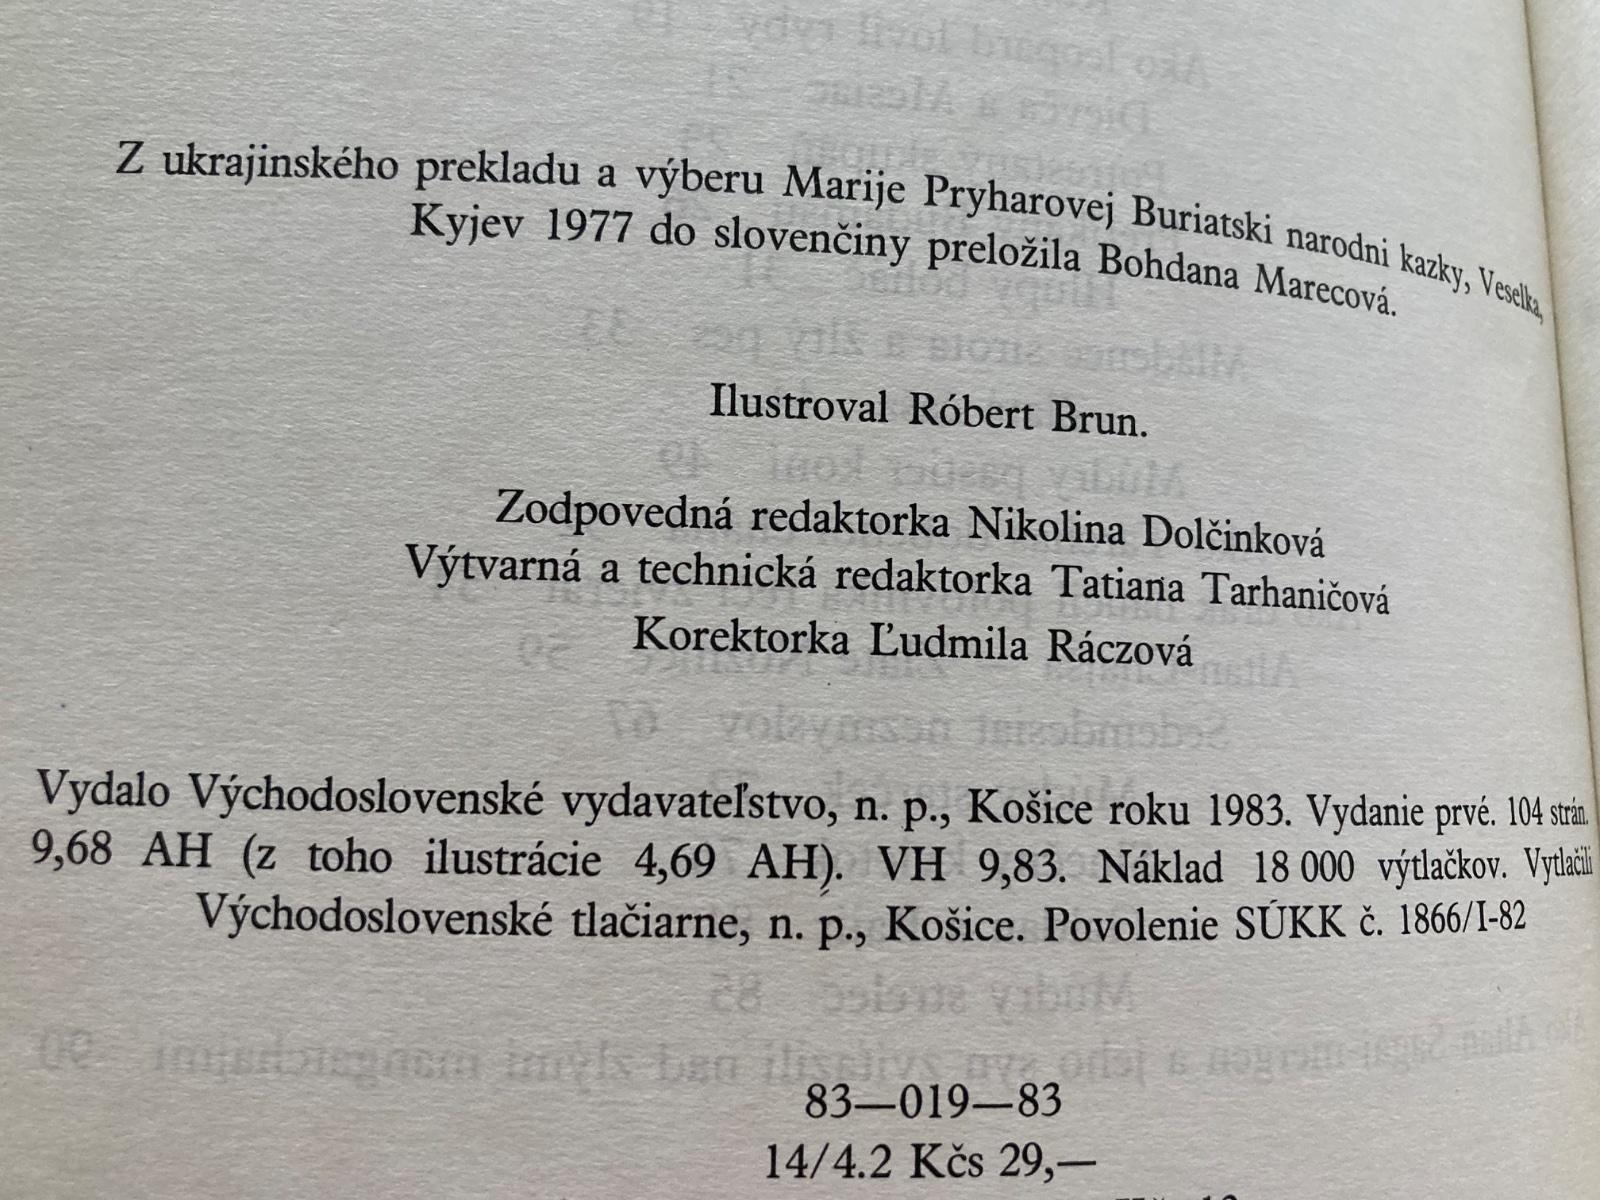 Z ukrajinského prekladu a výberu Marije Pryharovej Buriatski narodni kazky, Veselka,
Kyjev 1977 do slovenčiny preložila Bohdana Marecová.
Ilustroval Róbert Brun.
Zodpovedná redaktorka Nikolina Dolčinková
Výtvarná a technická redaktorka Tatiana Tarhaničová
Korektorka Ľudmila Ráczová
Vydalo Východoslovenské vydavateľstvo, n. p., Košice roku 1983. Vydanie prvé. 104 strán.
9,68 AH (z toho ilustrácie 4,69 AH). VH 9,83. Náklad 18 000 výtlačkov. Vytlačili
Východoslovenské tlačiarne, n. p., Košice. Povolenie SÚKK č. 1866/I-82
83—019—83
14/4.2 Kčs 29,—